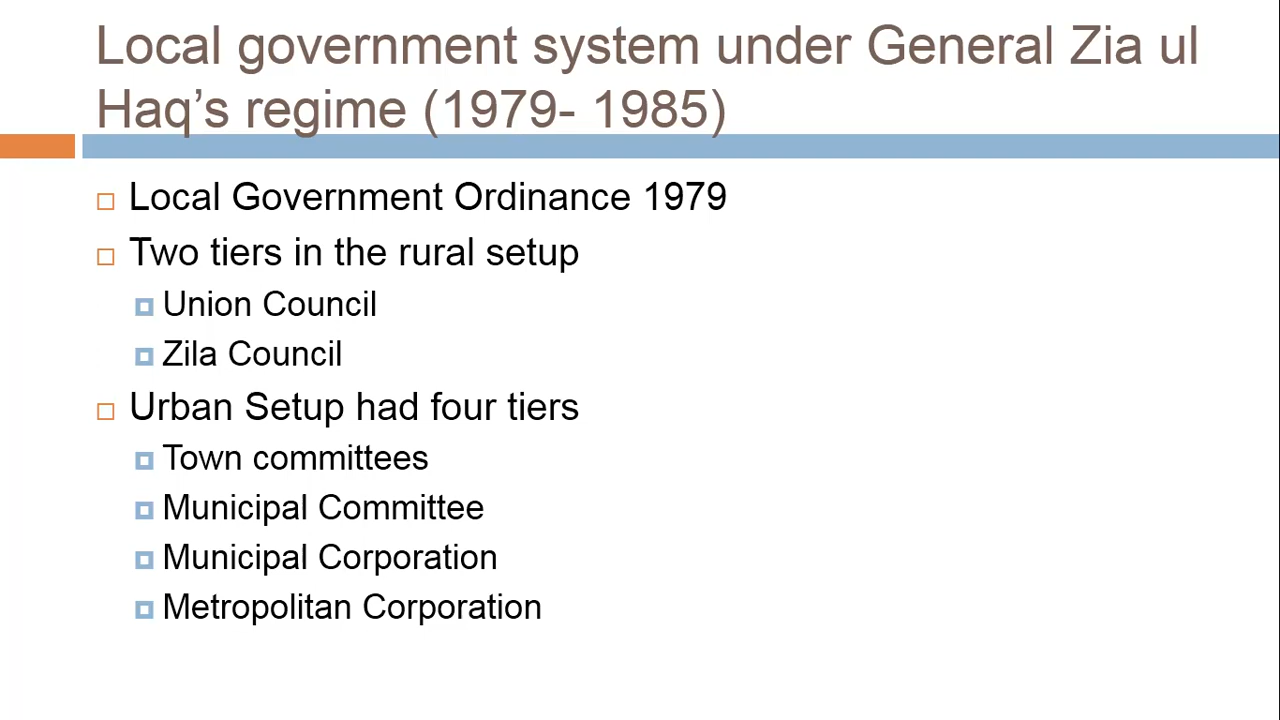 Local government system under General Zia ul
Haq’s regime (1979- 1985)
Local Government Ordinance 1979
Two tiers in the rural setup
Union Council
Zila Council
Urban Setup had four tiers
Town committees
Municipal Committee
Municipal Corporation
Metropolitan Corporation